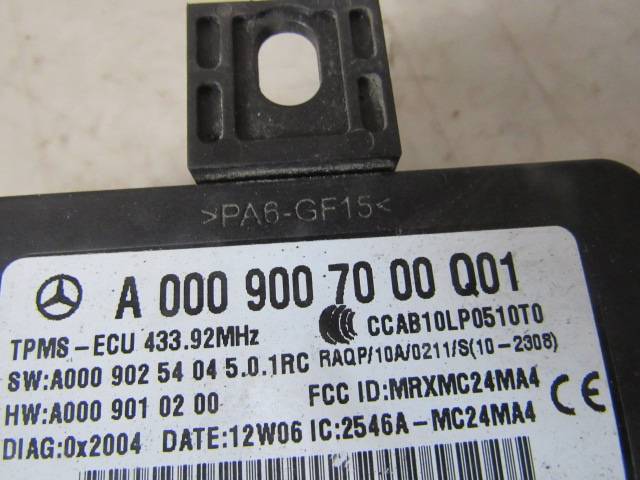 >PA6-GF15<
A 000 900 70 00 Q01
TPMS-ECU 433.92MHz
CCAB10LP0510T0
SW:A000 902 54 04 5.0.1RC
RAQP/10A/0211/S(10-2308)
HW:A000 901 02 00
FCC ID:MRXMC24MA4
DIAG:0x2004 DATE:12W06 IC:2546A-MC24MA4